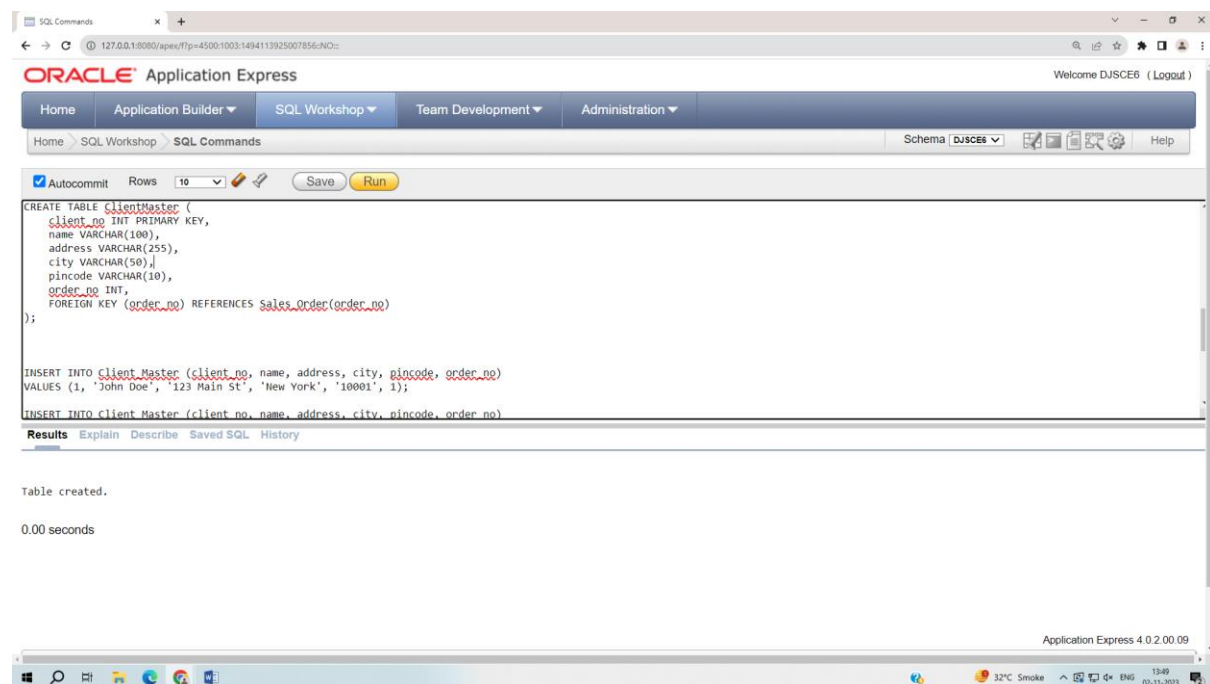 SQL Commands
127.0.0.1:8080/apex/f?p=4500:1003:1494113925007856::NO:::
ORACLE Application Express
Welcome DJSCE6 ( Logout )
Home Application Builder SQL Workshop Team Development Administration
Home SQL Workshop SQL Commands
Schema DJSCE6
Help
Autocommit Rows 10 Save Run
CREATE TABLE ClientMaster (
client_no INT PRIMARY KEY,
name VARCHAR(100),
address VARCHAR(255),
city VARCHAR(50),
pincode VARCHAR(10),
order_no INT,
FOREIGN KEY (order_no) REFERENCES Sales_Order(order_no)
);
INSERT INTO Client_Master (client_no, name, address, city, pincode, order_no)
VALUES (1, 'John Doe', '123 Main St', 'New York', '10001', 1);
INSERT INTO Client_Master (client_no, name, address, city, pincode, order_no)
Results Explain Describe Saved SQL History
Table created.
0.00 seconds
Application Express 4.0.2.00.09
32°C Smoke ENG 13:49
02-11-2023